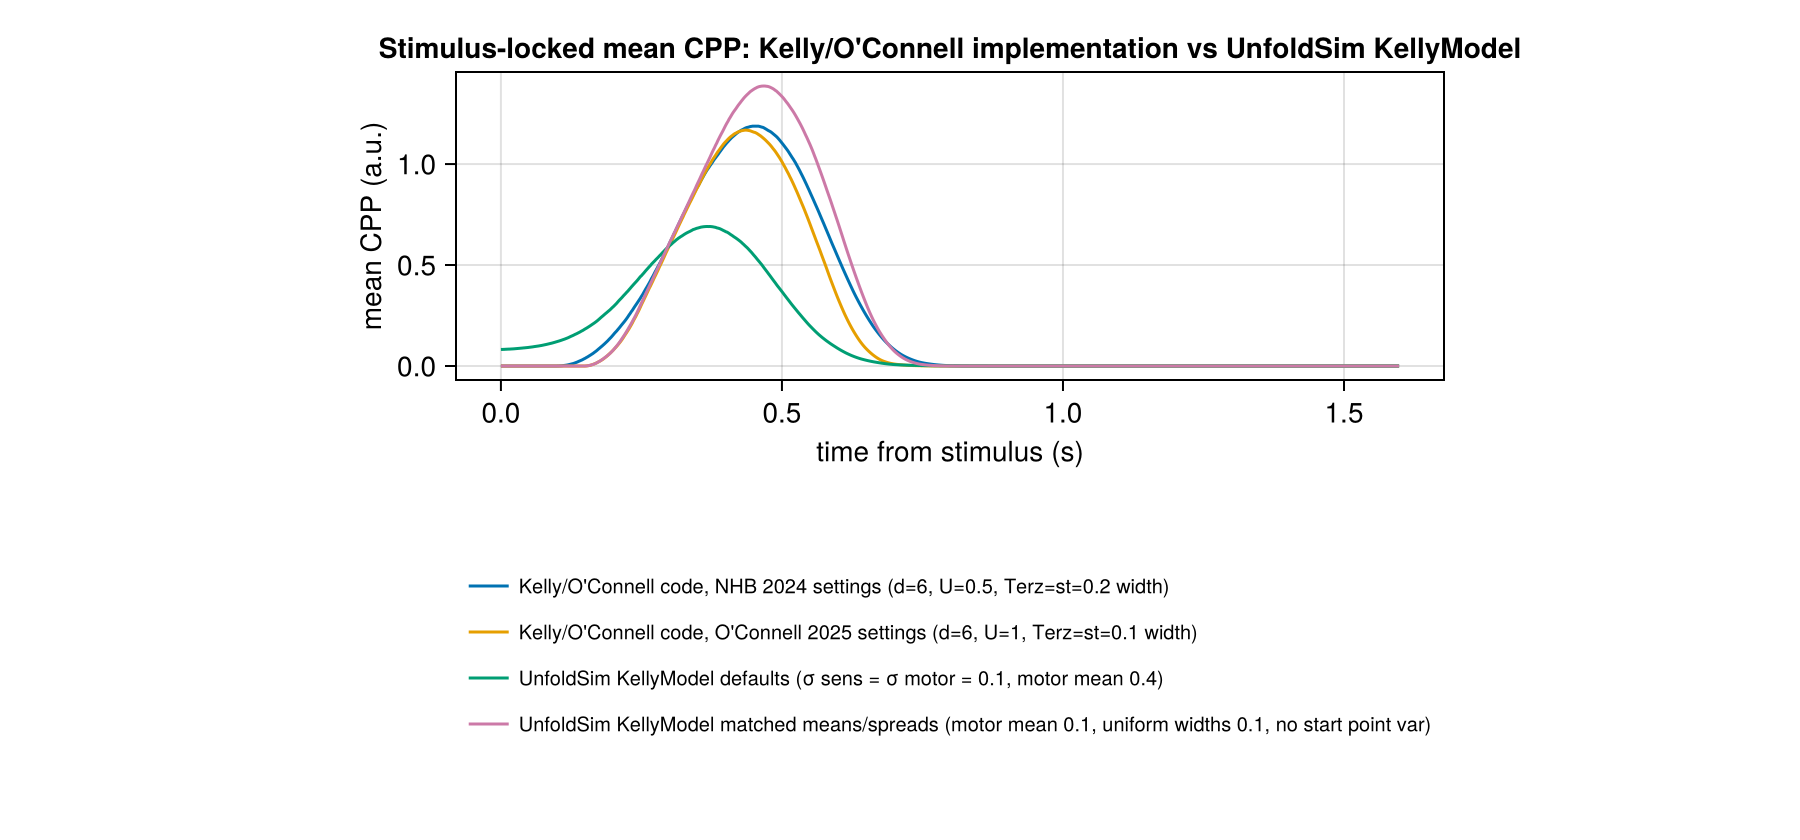 Stimulus-locked mean CPP: Kelly/O'Connell implementation vs UnfoldSim KellyModel
mean CPP (a.u.)
1.0
0.5
0.0
0.0 0.5 1.0 1.5
time from stimulus (s)
Kelly/O'Connell code, NHB 2024 settings (d=6, U=0.5, Terz=st=0.2 width)
Kelly/O'Connell code, O'Connell 2025 settings (d=6, U=1, Terz=st=0.1 width)
UnfoldSim KellyModel defaults (σ sens = σ motor = 0.1, motor mean 0.4)
UnfoldSim KellyModel matched means/spreads (motor mean 0.1, uniform widths 0.1, no start point var)